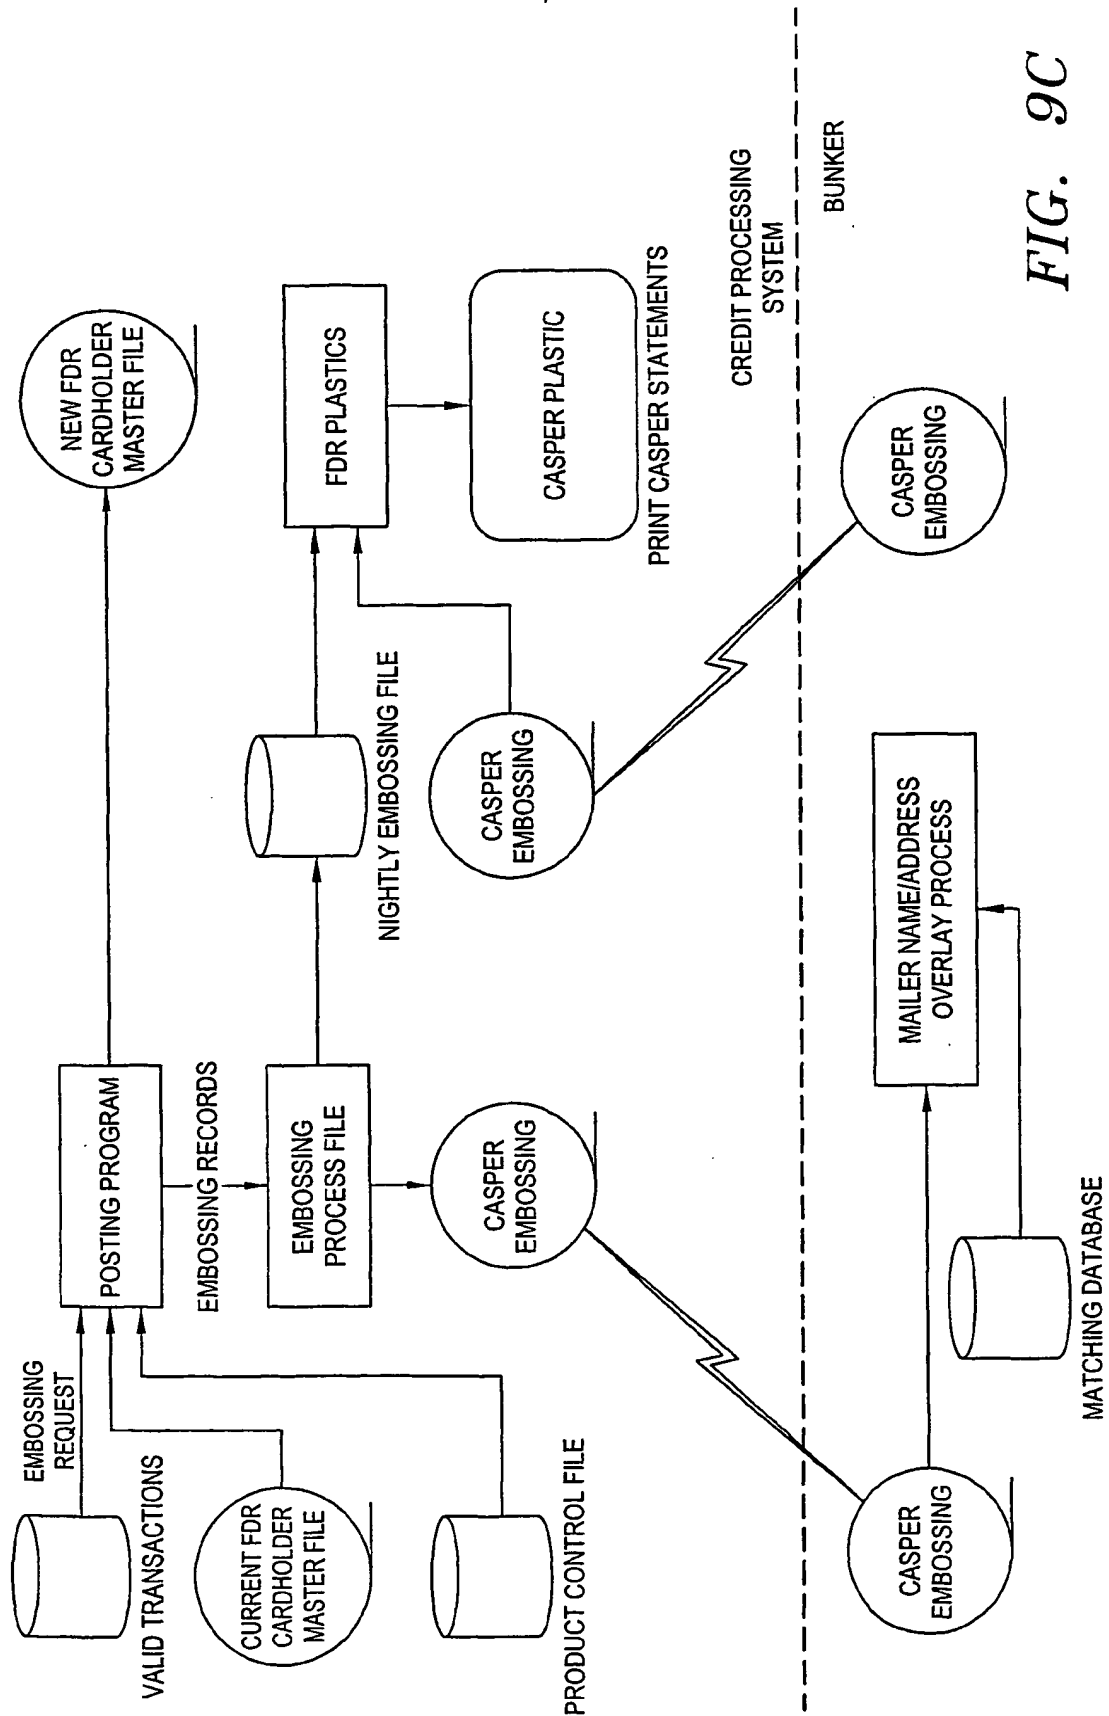 EMBOSSING
REQUEST
VALID TRANSACTIONS
CURRENT FDR
CARDHOLDER
MASTER FILE
PRODUCT CONTROL FILE
POSTING PROGRAM
EMBOSSING RECORDS
EMBOSSING
PROCESS FILE
CASPER
EMBOSSING
NEW FDR
CARDHOLDER
MASTER FILE
NIGHTLY EMBOSSING FILE
CASPER
EMBOSSING
FDR PLASTICS
CASPER PLASTIC
PRINT CASPER STATEMENTS
CREDIT PROCESSING
SYSTEM
BUNKER
CASPER
EMBOSSING
MATCHING DATABASE
MAILER NAME/ADDRESS
OVERLAY PROCESS
CASPER
EMBOSSING
FIG. 9C